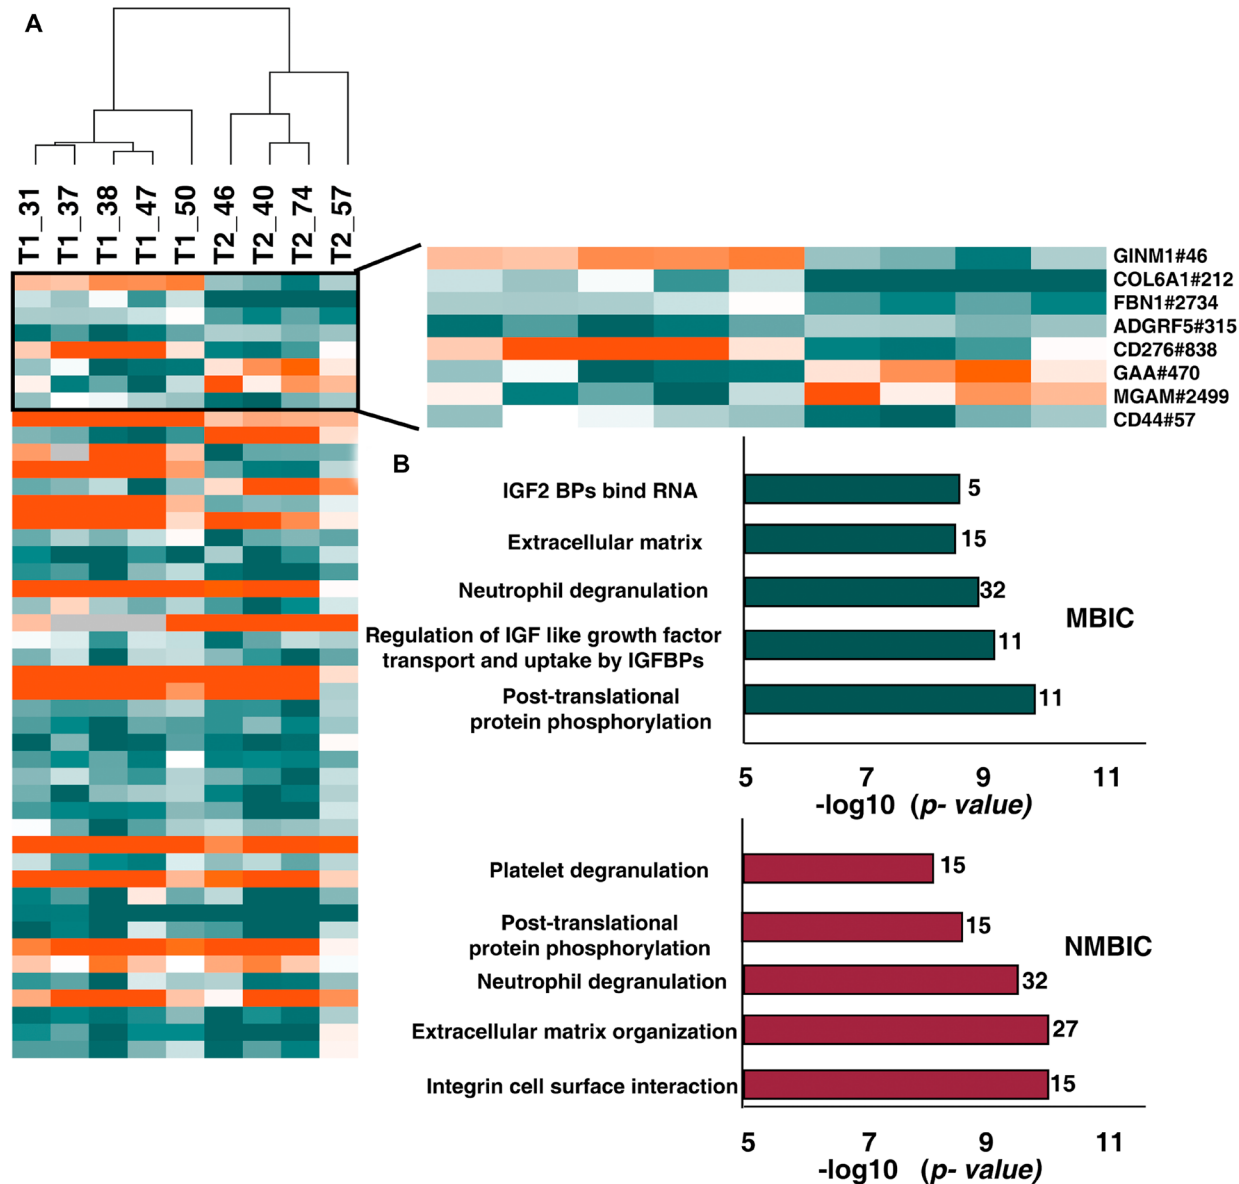 A
T1_31
T1_37
T1_38
T1_47
T1_50
T2_46
T2_40
T2_74
T2_57
GINM1#46
COL6A1#212
FBN1#2734
ADGRF5#315
CD276#838
GAA#470
MGAM#2499
CD44#57
B
IGF2 BPs bind RNA
5
Extracellular matrix
15
Neutrophil degranulation
32
Regulation of IGF like growth factor
transport and uptake by IGFBPs
11
Post-translational
protein phosphorylation
11
MBIC
5 7 9 11
-log10 (p- value)
Platelet degranulation
15
Post-translational
protein phosphorylation
15
Neutrophil degranulation
32
Extracellular matrix organization
27
Integrin cell surface interaction
15
NMBIC
5 7 9 11
-log10 (p- value)